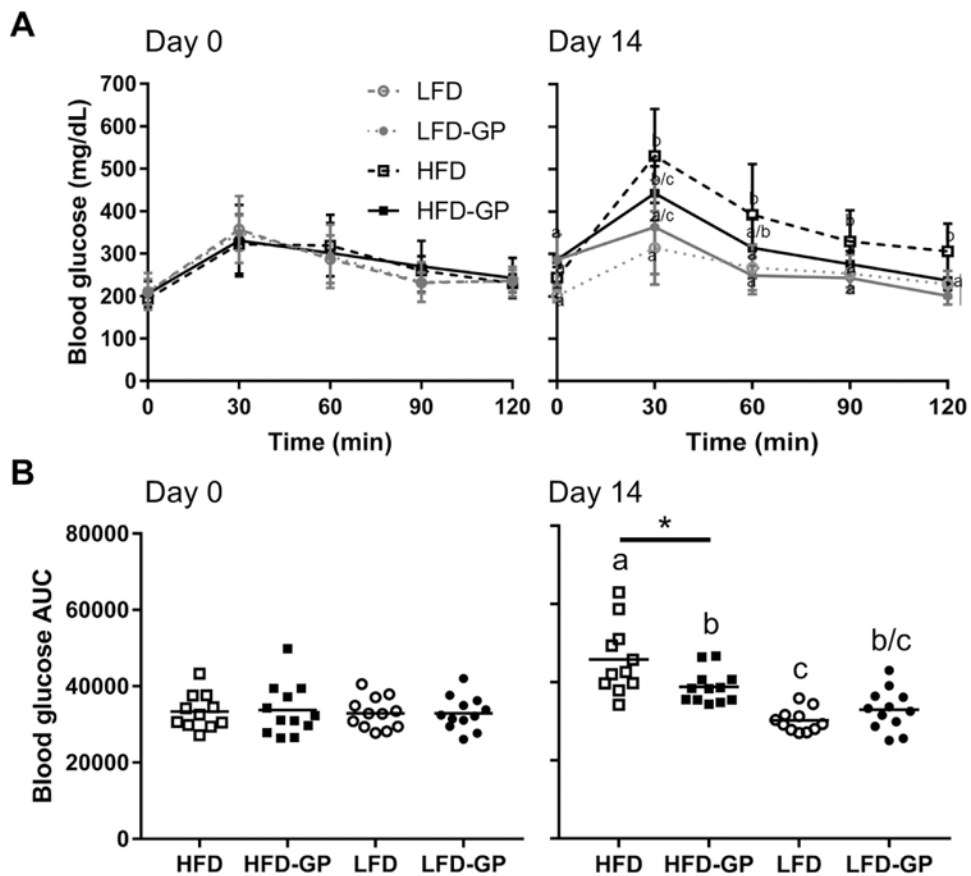 A
Day 0
Day 14
Blood glucose (mg/dL)
700
600
500
400
300
200
100
0
LFD
LFD-GP
HFD
HFD-GP
0 30 60 90 120
Time (min)
b
b/c
a/c
a
b
a/b
a
b
a
b
a
a
b
a
0 30 60 90 120
Time (min)
B
Day 0
Day 14
Blood glucose AUC
80000
60000
40000
20000
0
HFD HFD-GP LFD LFD-GP
*
a
b
c
b/c
HFD HFD-GP LFD LFD-GP